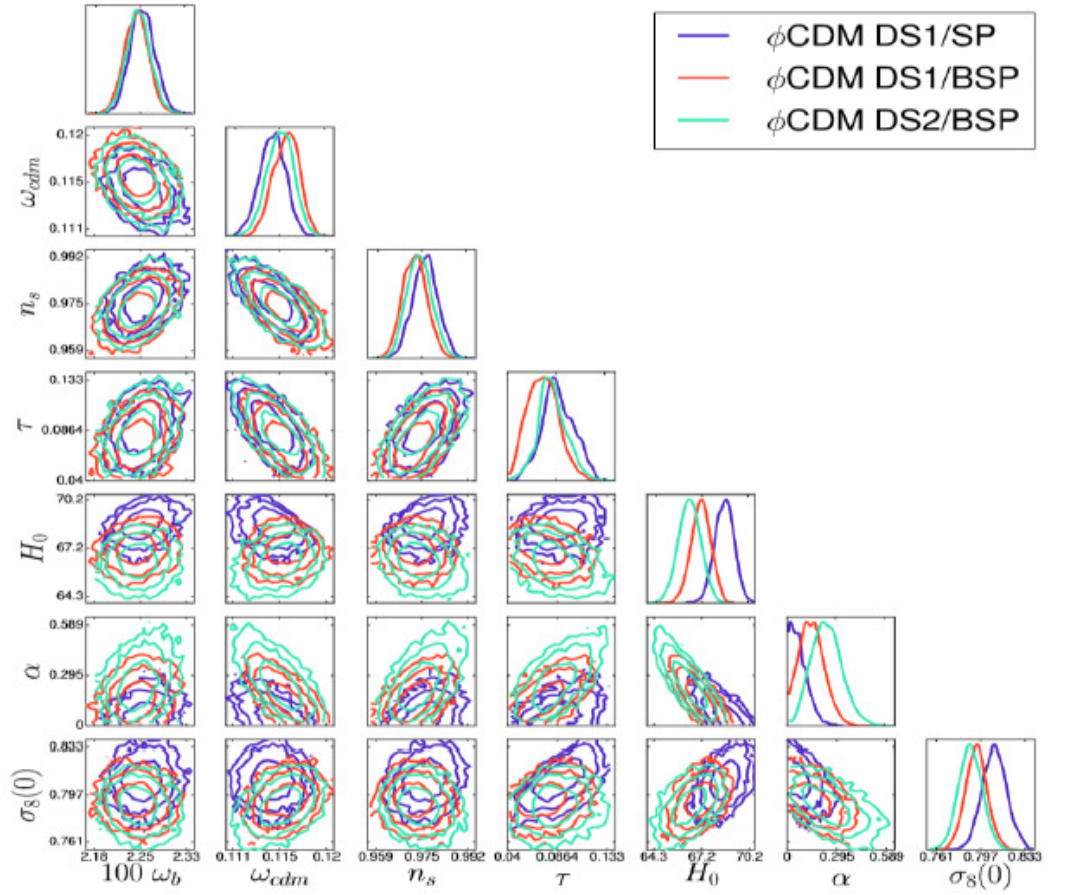 ϕCDM DS1/SP
ϕCDM DS1/BSP
ϕCDM DS2/BSP
0.12
0.115
0.111
ω_cdm
0.992
0.975
0.959
n_s
0.133
0.0864
0.04
τ
70.2
67.2
64.3
H_0
0.589
0.295
0
α
0.833
0.797
0.761
σ_8(0)
2.18 2.25 2.33 0.111 0.115 0.12 0.959 0.975 0.992 0.04 0.0864 0.133 64.3 67.2 70.2 0 0.295 0.589 0.761 0.797 0.833
100 ω_b ω_cdm n_s τ H_0 α σ_8(0)